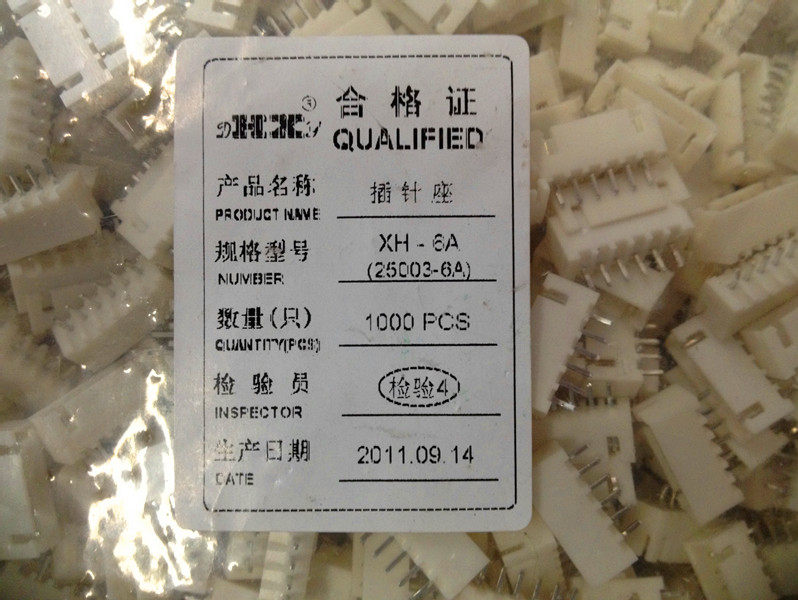 ® 合格证
QUALIFIED
产品名称 插针座
PRODUCT NAME
规格型号 XH - 6A
NUMBER (25003-6A)
数量(只) 1000 PCS
QUANTITY(PCS)
检验员 检验4
INSPECTOR
生产日期 2011.09.14
DATE